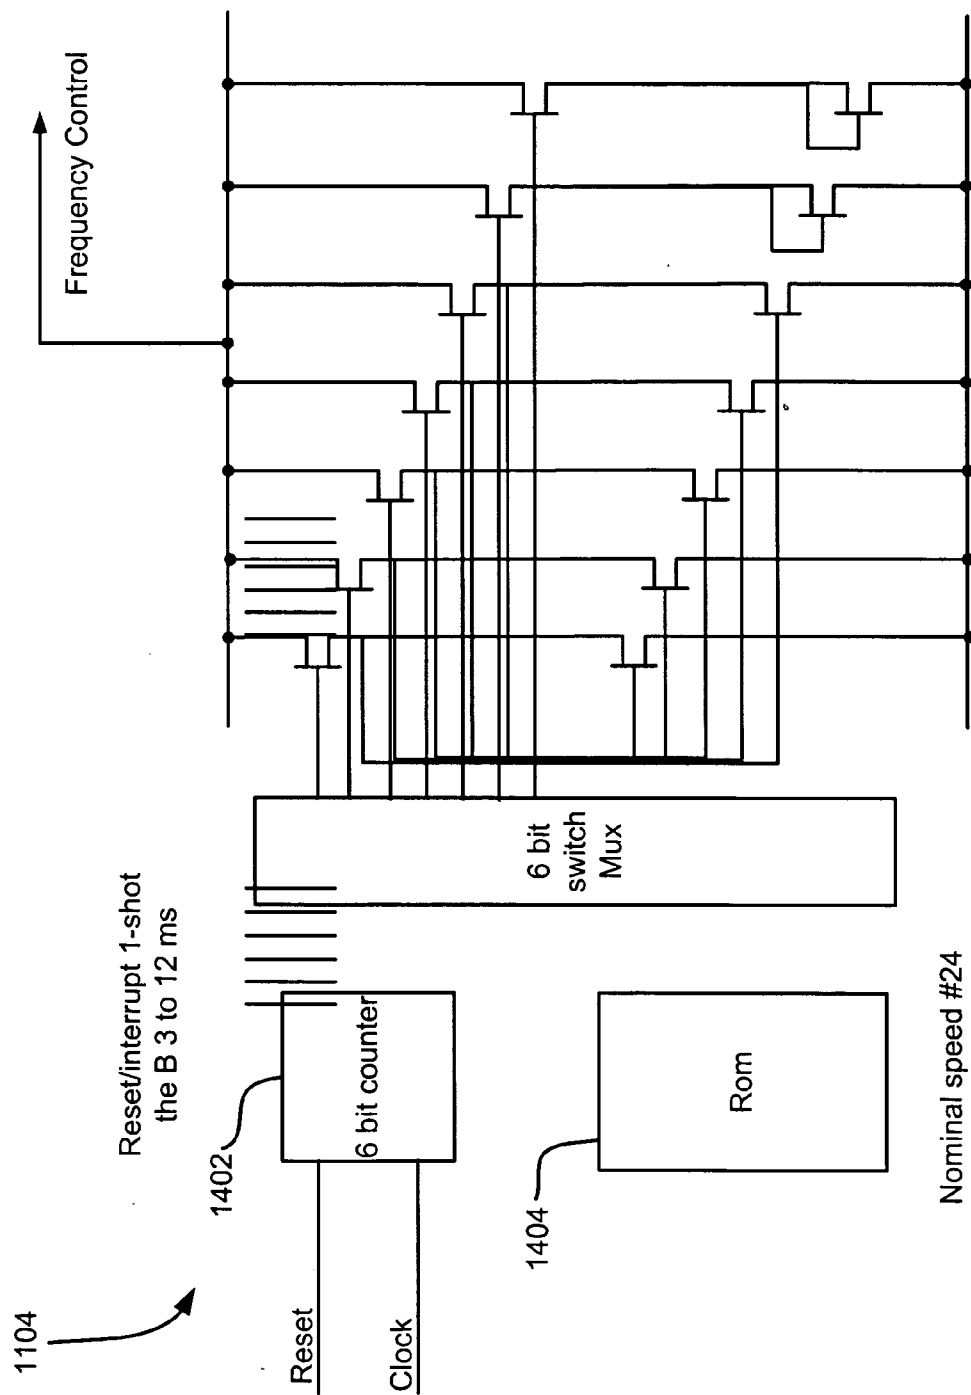 1104
Reset
Clock
1402
Reset/interrupt 1-shot
the B 3 to 12 ms
6 bit counter
1404
Rom
Nominal speed #24
6 bit
switch
Mux
Frequency Control